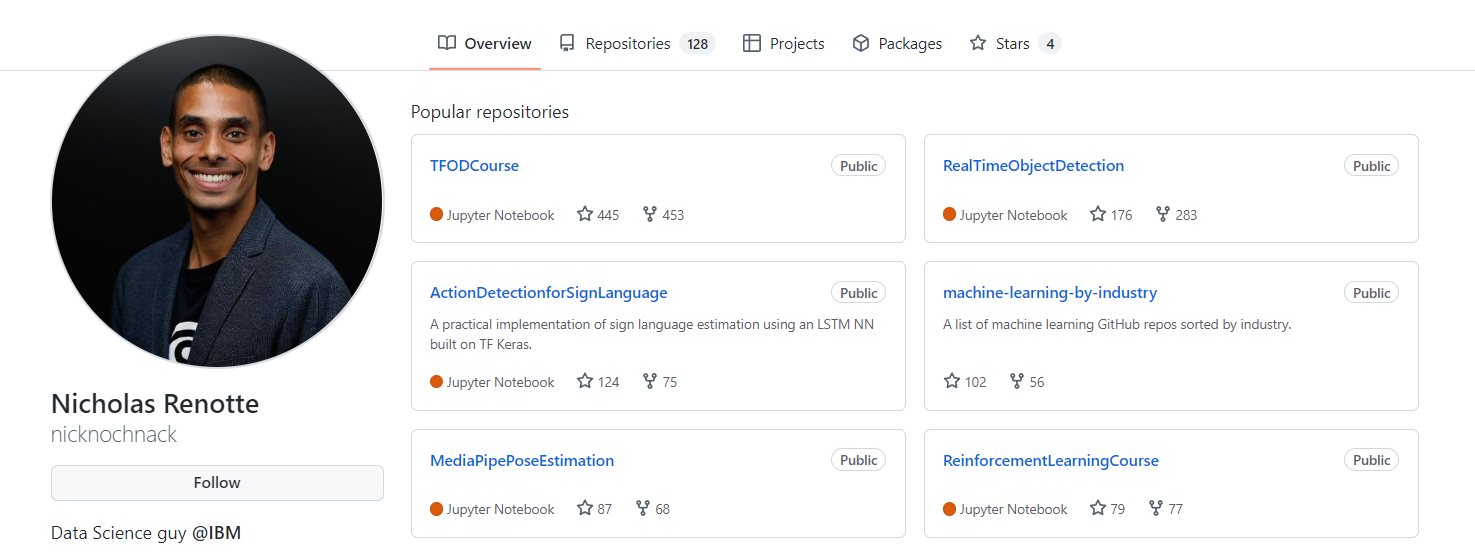 Overview
Repositories 128
Projects
Packages
Stars 4
Nicholas Renotte
nicknochnack
Follow
Data Science guy @IBM
Popular repositories
TFODCourse Public
Jupyter Notebook 445 453
RealTimeObjectDetection Public
Jupyter Notebook 176 283
ActionDetectionforSignLanguage Public
A practical implementation of sign language estimation using an LSTM NN
built on TF Keras.
Jupyter Notebook 124 75
machine-learning-by-industry Public
A list of machine learning GitHub repos sorted by industry.
102 56
MediaPipePoseEstimation Public
Jupyter Notebook 87 68
ReinforcementLearningCourse Public
Jupyter Notebook 79 77